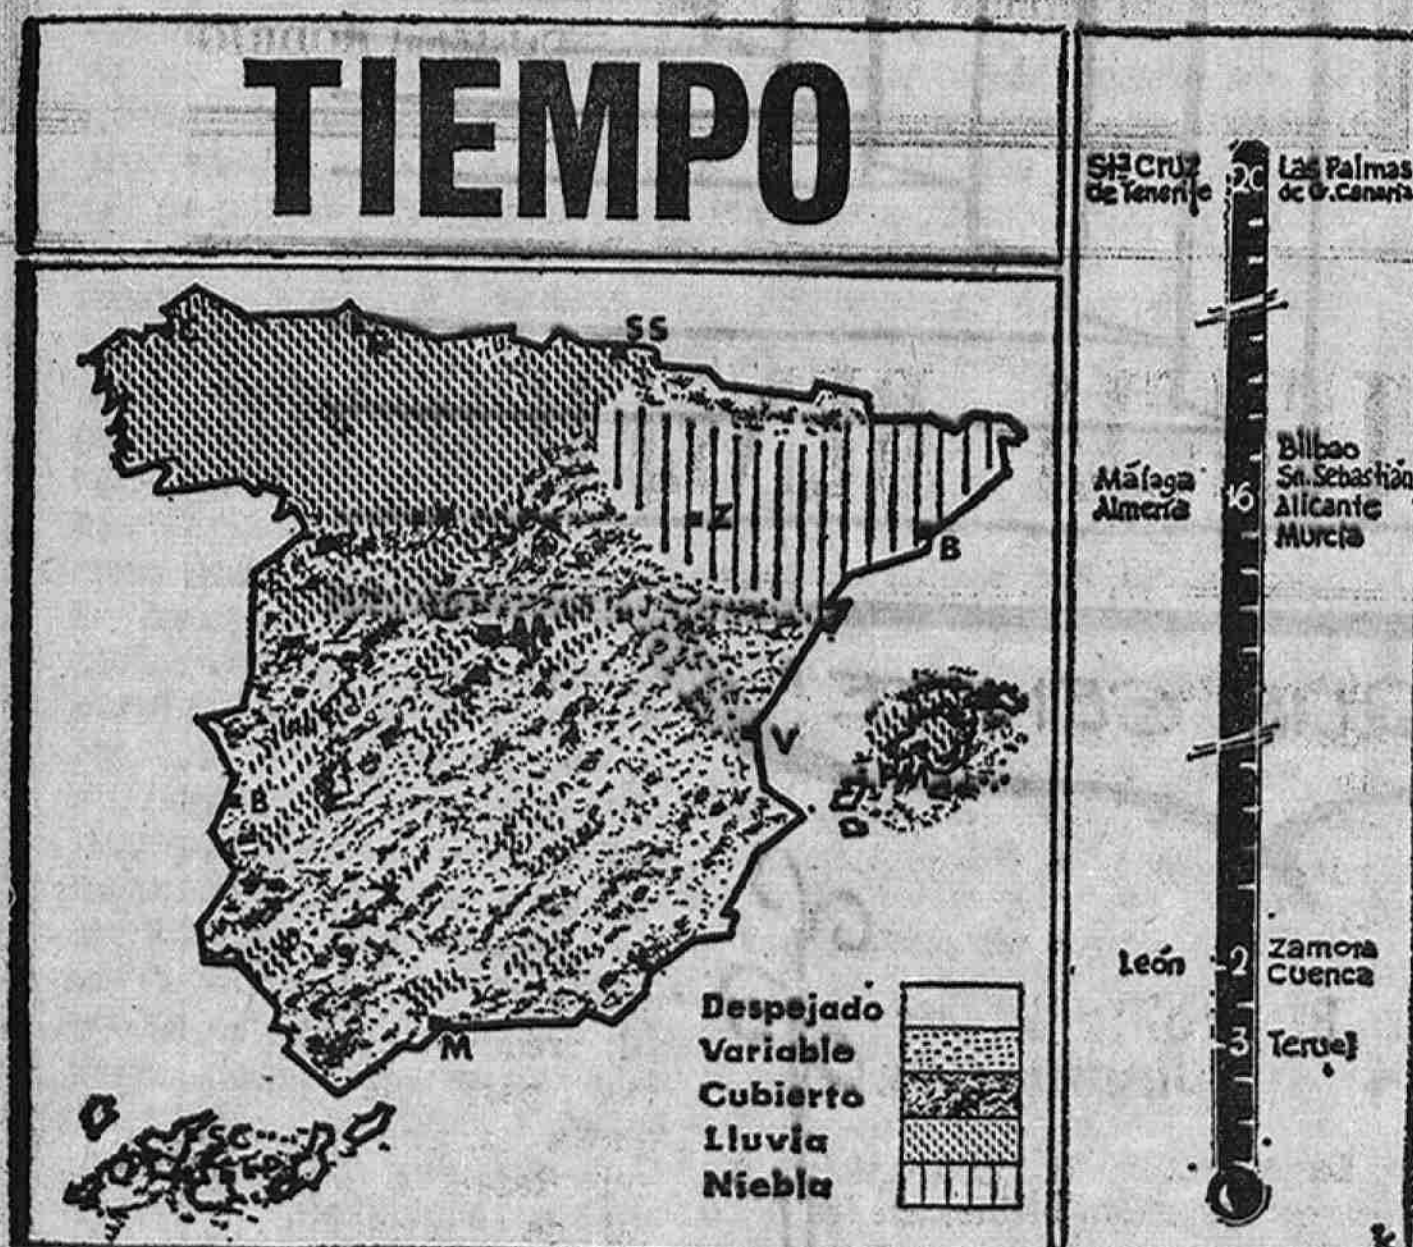 TIEMPO
SS
Z
B
M
V
B
PM
S
M
SC
Despejado
Variable
Cubierto
Lluvia
Niebla
Sta Cruz
de Tenerife
20
Las Palmas
de G. Canaria
Málaga
Almería
16
Bilbao
Sn. Sebastián
Alicante
Murcia
León
2
Zamora
Cuenca
3
Teruel